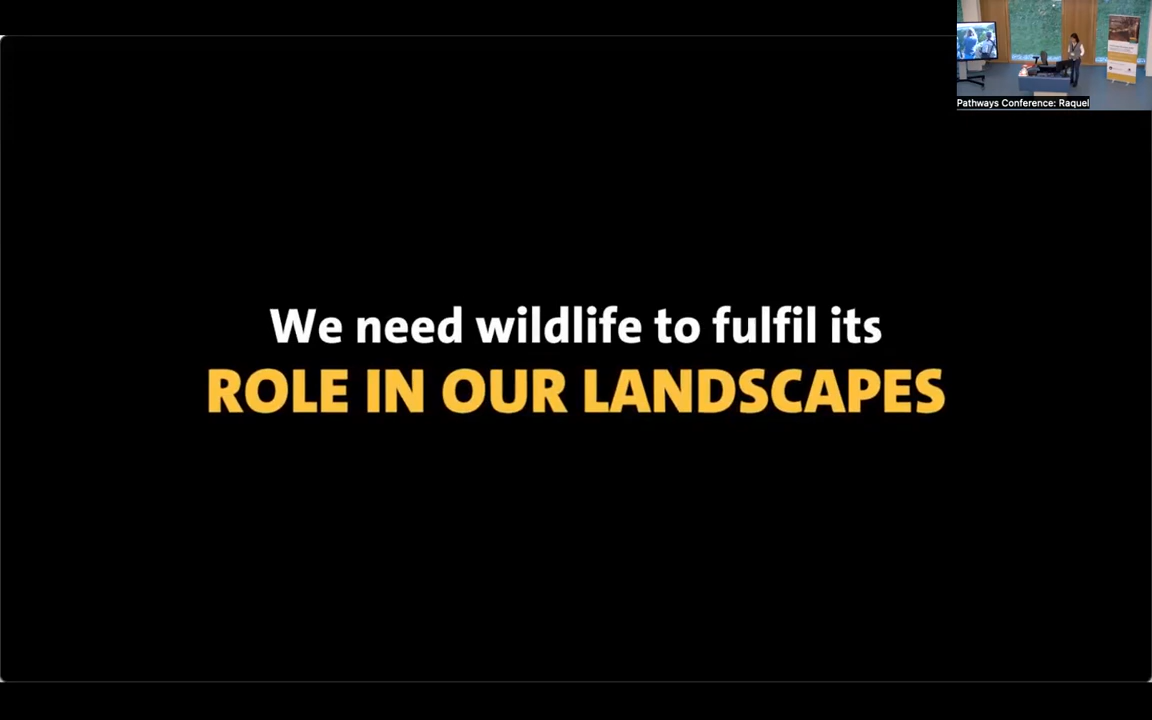 Pathways Conference: Raquel
We need wildlife to fulfil its
ROLE IN OUR LANDSCAPES